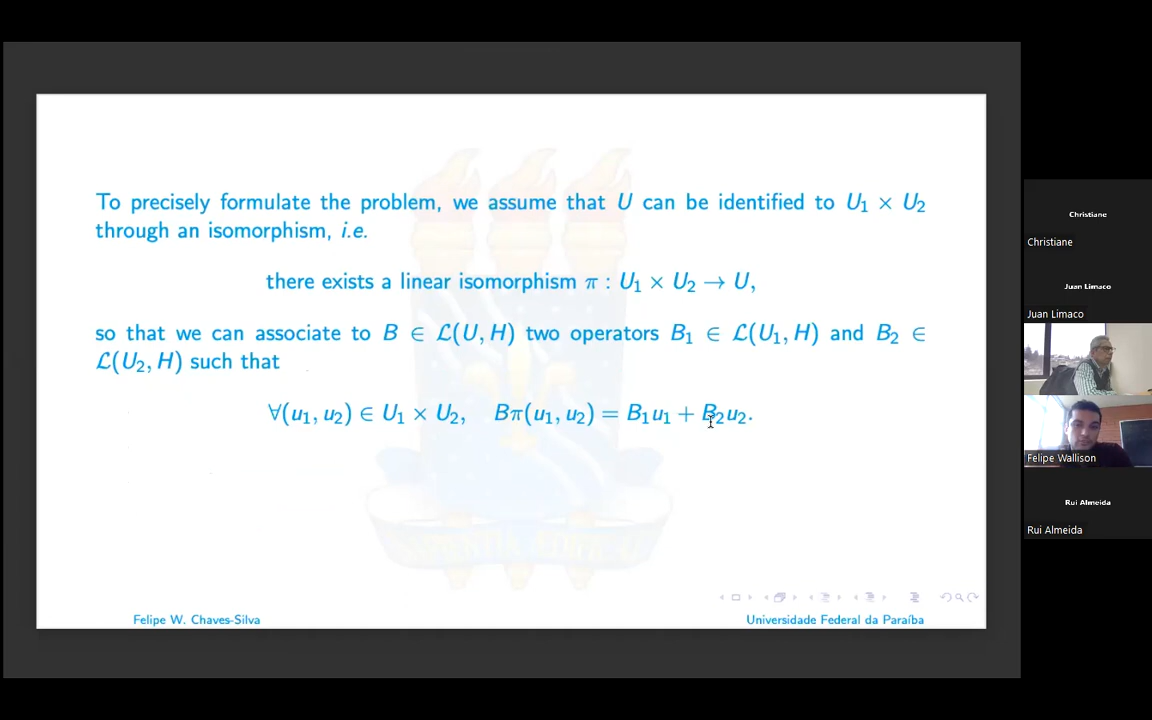 To precisely formulate the problem, we assume that U can be identified to U₁ × U₂
through an isomorphism, i.e.
there exists a linear isomorphism π : U₁ × U₂ → U,
so that we can associate to B ∈ ℒ(U, H) two operators B₁ ∈ ℒ(U₁, H) and B₂ ∈
ℒ(U₂, H) such that
∀(u₁, u₂) ∈ U₁ × U₂, Bπ(u₁, u₂) = B₁u₁ + B₂u₂.
Felipe W. Chaves-Silva
Universidade Federal da Paraíba
Christiane
Christiane
Juan Limaco
Juan Limaco
Felipe Wallison
Rui Almeida
Rui Almeida